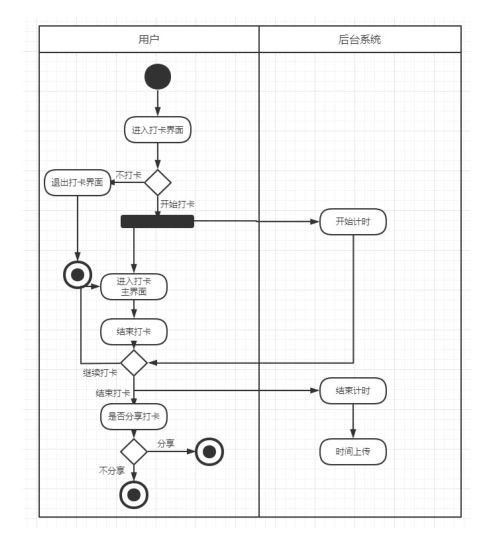 用户
后台系统
进入打卡界面
不打卡
退出打卡界面
开始打卡
开始计时
进入打卡
主界面
结束打卡
继续打卡
结束打卡
结束计时
是否分享打卡
分享
时间上传
不分享